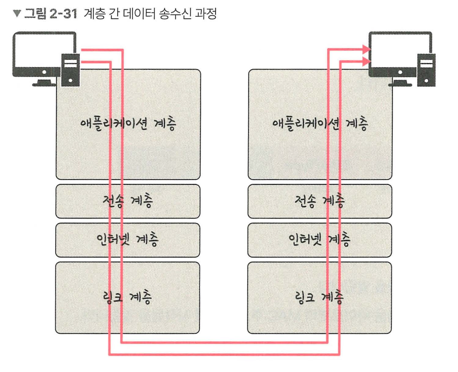 ▼ 그림 2-31 계층 간 데이터 송수신 과정
애플리케이션 계층
애플리케이션 계층
전송 계층
전송 계층
인터넷 계층
인터넷 계층
링크 계층
링크 계층